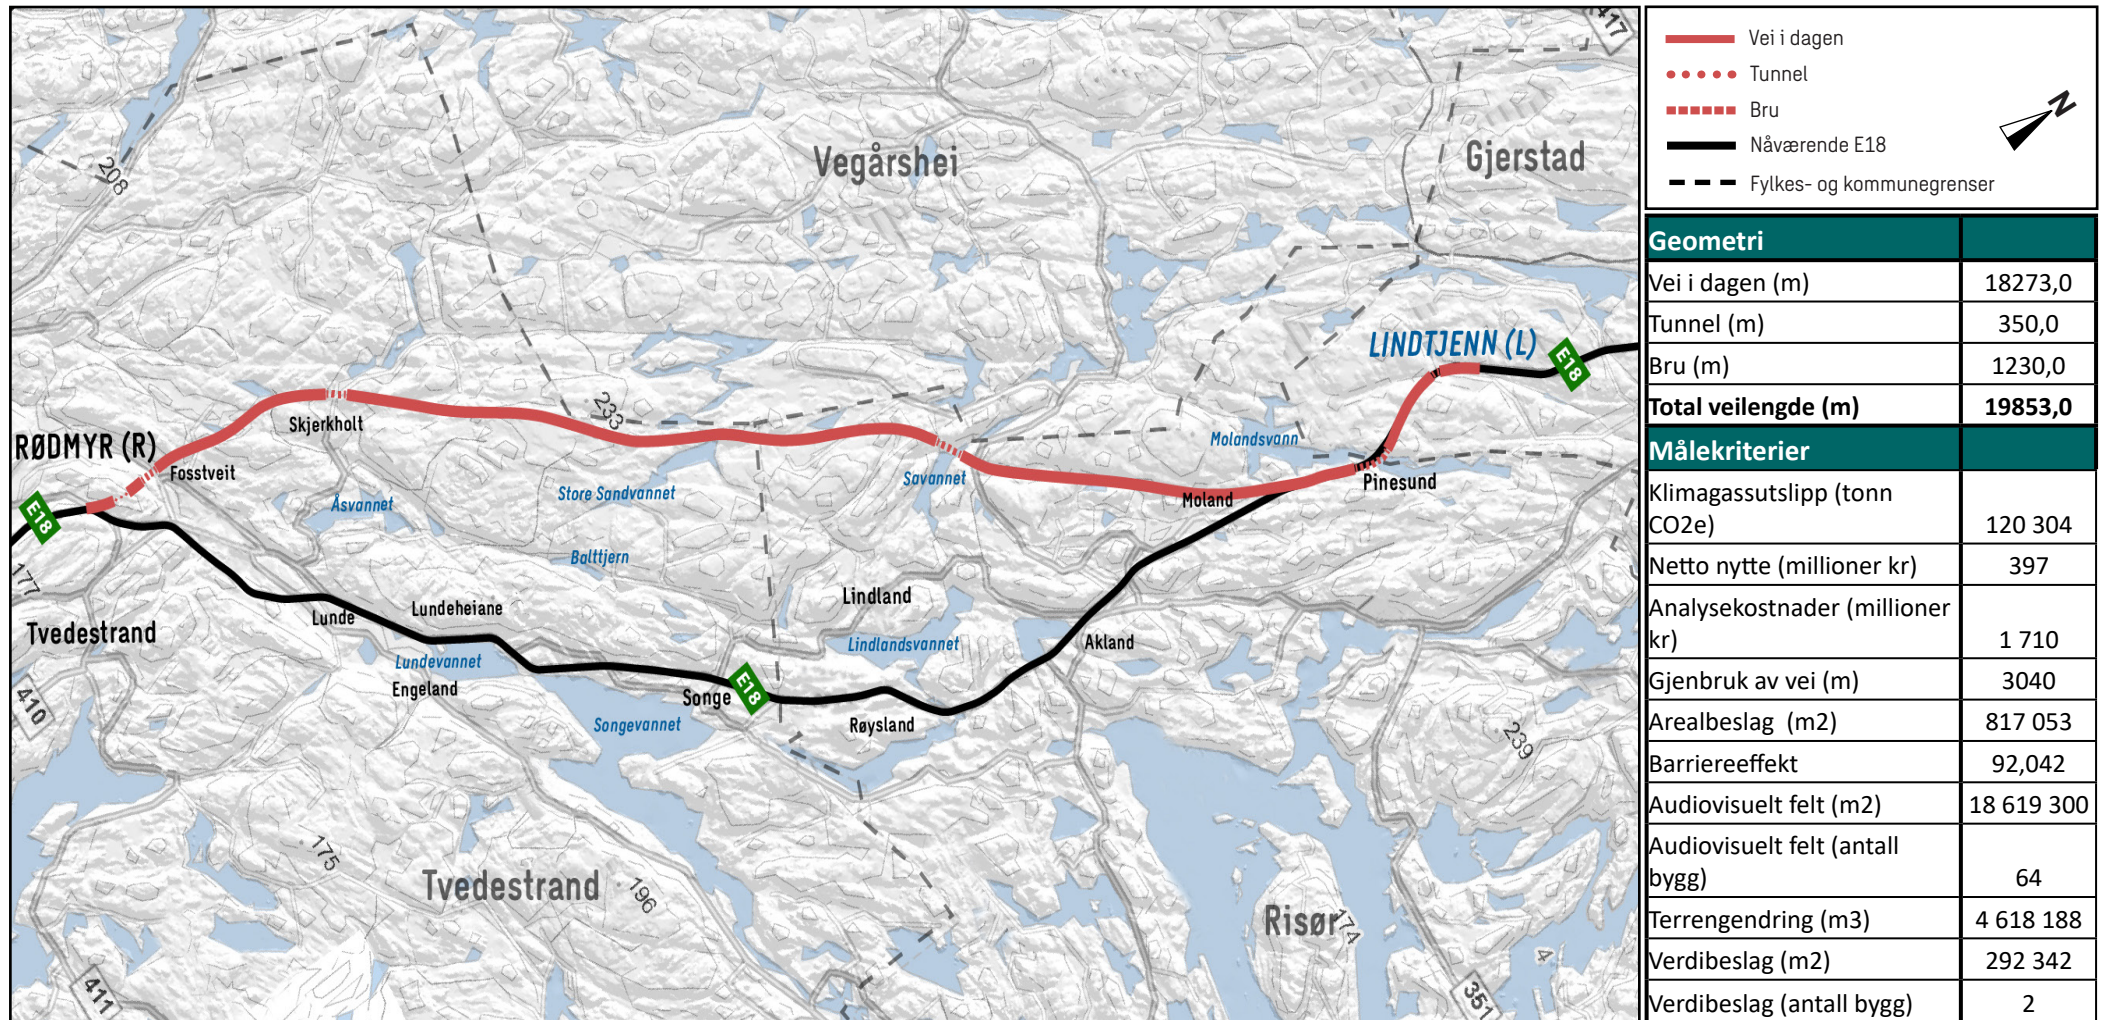 417
Vegårshei
Gjerstad
208
LINDTJENN (L)
E18
233
Skjerkholt
RØDMYR (R)
Fosstveit
Molandsvann
Savannet
Pinesund
Store Sandvannet
Moland
Åsvannet
E18
Balttjern
177
Lindland
Lundeheiane
Lunde
Tvedestrand
Lindlandsvannet
Akland
Lundevannet
Engeland
E18
Songe
410
Songevannet
Røysland
239
175
Tvedestrand
196
Risør
174
4
411
351
Vei i dagen
Tunnel
Bru
Nåværende E18
Fylkes- og kommunegrenser
N
Geometri
Vei i dagen (m) 18273,0
Tunnel (m) 350,0
Bru (m) 1230,0
Total veilengde (m) 19853,0
Målekriterier
Klimagassutslipp (tonn
CO2e) 120 304
Netto nytte (millioner kr) 397
Analysekostnader (millioner
kr) 1 710
Gjenbruk av vei (m) 3040
Arealbeslag (m2) 817 053
Barriereeffekt 92,042
Audiovisuelt felt (m2) 18 619 300
Audiovisuelt felt (antall
bygg) 64
Terrengendring (m3) 4 618 188
Verdibeslag (m2) 292 342
Verdibeslag (antall bygg) 2